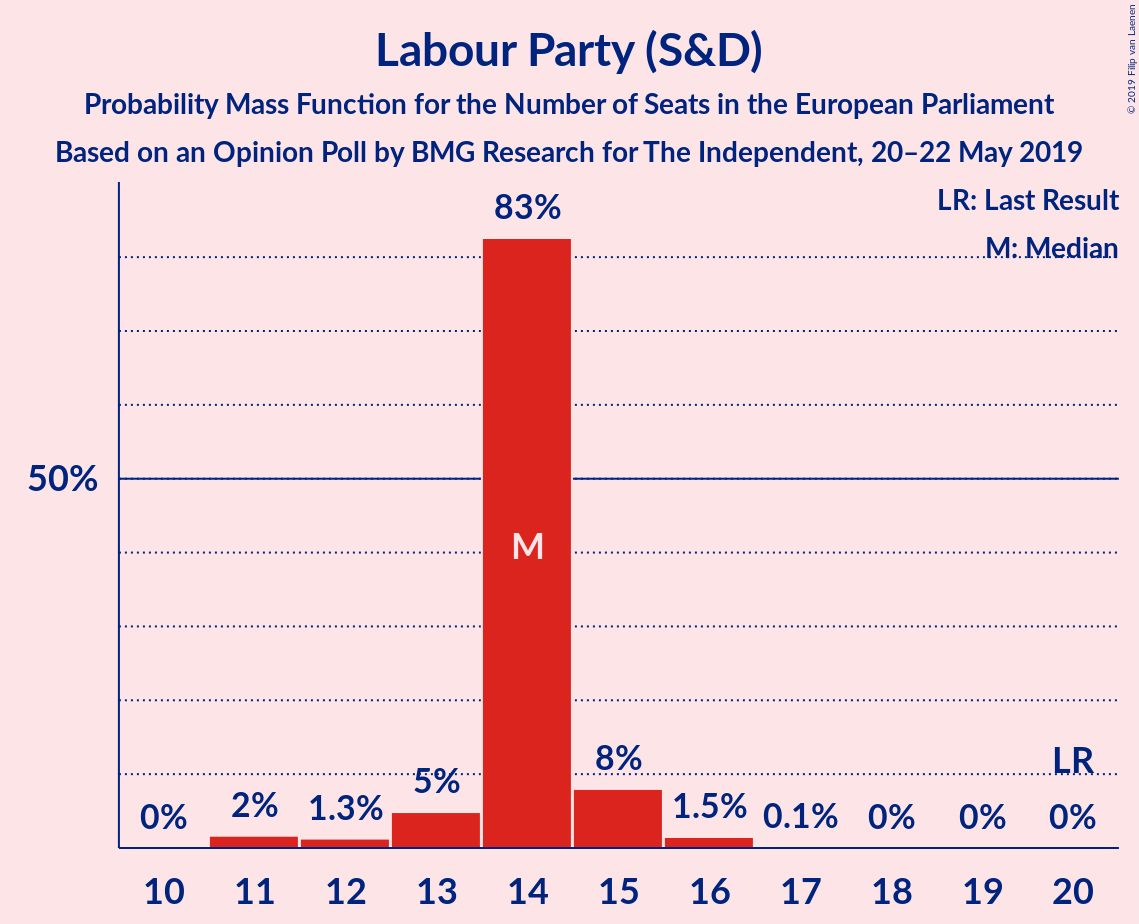 Labour Party (S&D)
Probability Mass Function for the Number of Seats in the European Parliament
Based on an Opinion Poll by BMG Research for The Independent, 20–22 May 2019
© 2019 Filip van Laenen
LR: Last Result
M: Median
50%
0%
2%
1.3%
5%
83%
M
8%
1.5%
0.1%
0%
0%
LR
0%
10 11 12 13 14 15 16 17 18 19 20